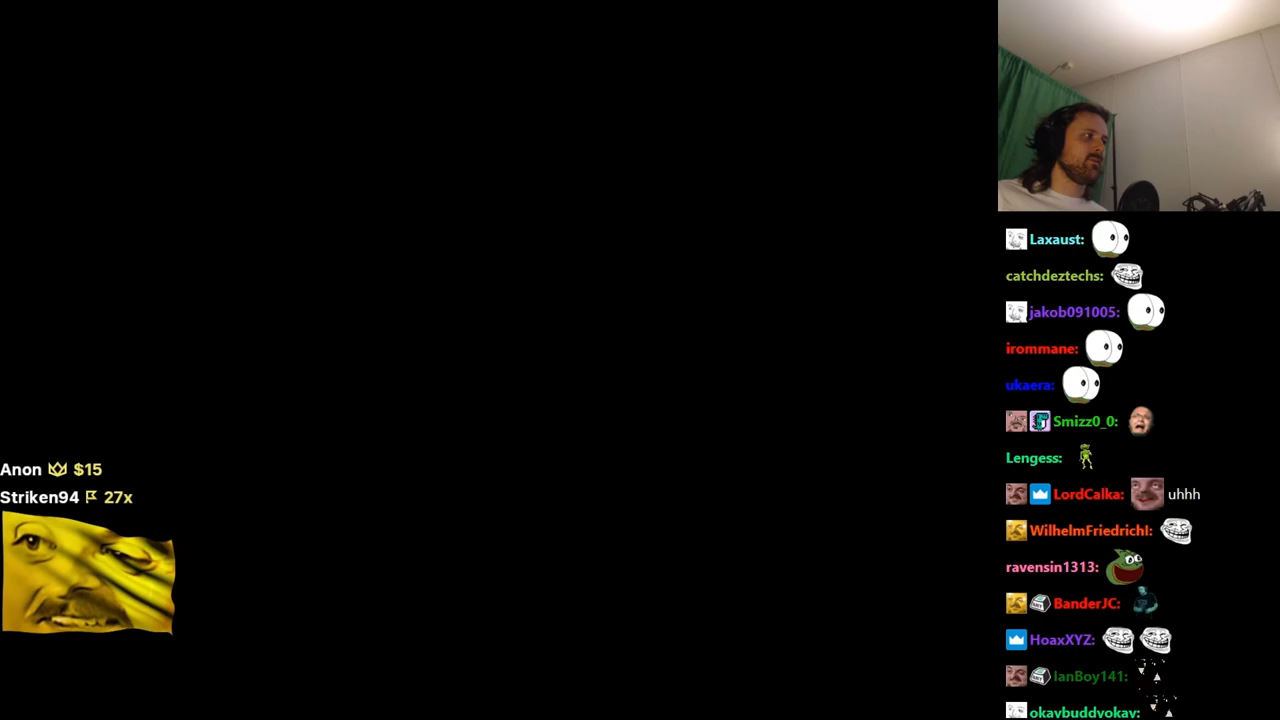 Laxaust:
catchdeztechs:
jakob091005:
irommane:
ukaera:
Smizz0_0:
Lengess:
LordCalka: uhhh
WilhelmFriedrichI:
ravensin1313:
BanderJC:
HoaxXYZ:
IanBoy141:
okaybuddyokay:
Anon $15
Striken94 27x